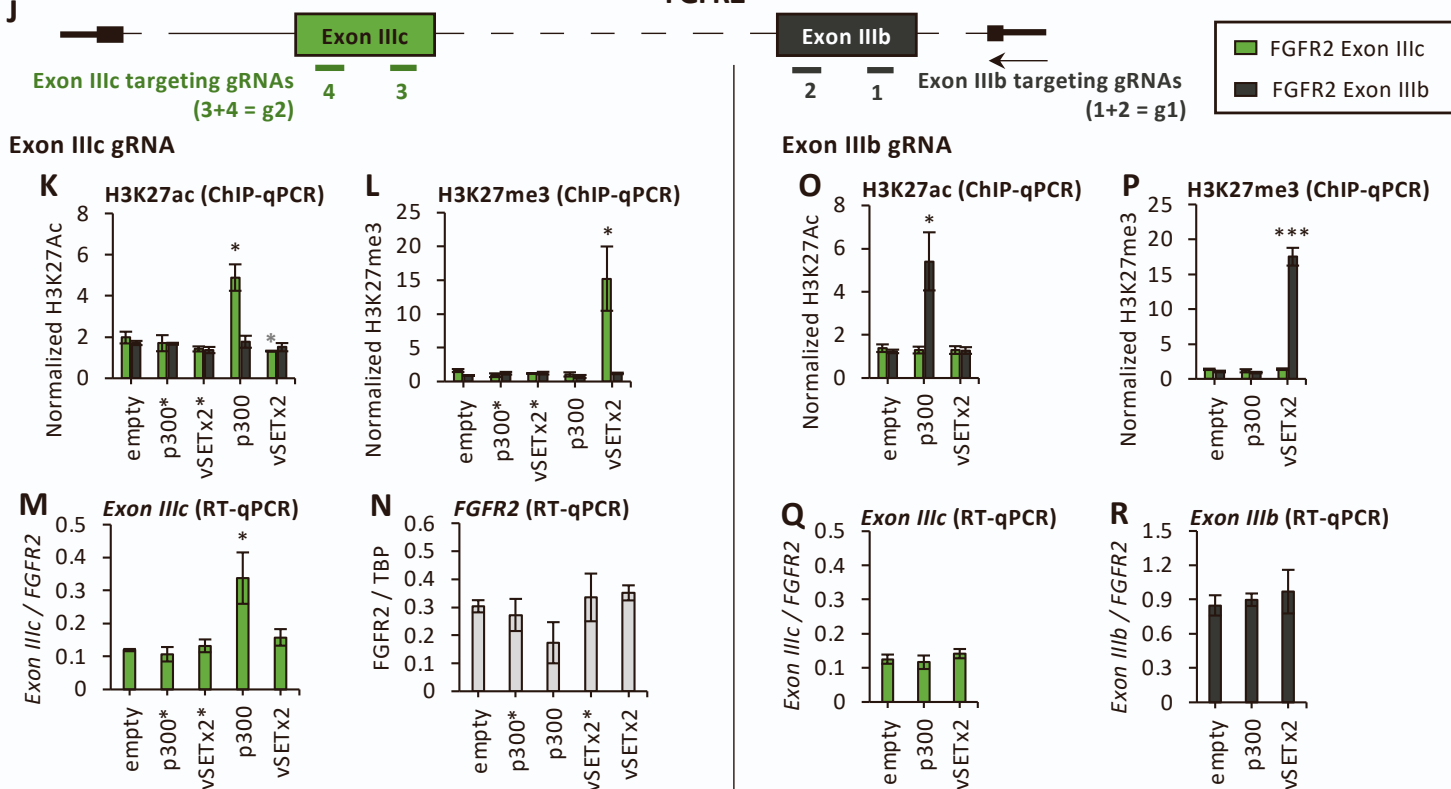 J
FGFR2
Exon IIIc
Exon IIIb
FGFR2 Exon IIIc
FGFR2 Exon IIIb
Exon IIIc targeting gRNAs
(3+4 = g2)
4
3
2
1
Exon IIIb targeting gRNAs
(1+2 = g1)
Exon IIIc gRNA
Exon IIIb gRNA
K
H3K27ac (ChIP-qPCR)
Normalized H3K27Ac
8
6
4
2
0
*
*
empty
p300*
vSETx2*
p300
vSETx2
L
H3K27me3 (ChIP-qPCR)
Normalized H3K27me3
25
20
15
10
5
0
*
empty
p300*
vSETx2*
p300
vSETx2
O
H3K27ac (ChIP-qPCR)
Normalized H3K27Ac
8
6
4
2
0
*
empty
p300
vSETx2
P
H3K27me3 (ChIP-qPCR)
Normalized H3K27me3
25
20
15
10
5
0
***
empty
p300
vSETx2
M
Exon IIIc (RT-qPCR)
Exon IIIc / FGFR2
0.5
0.4
0.3
0.2
0.1
0
*
empty
p300*
vSETx2*
p300
vSETx2
N
FGFR2 (RT-qPCR)
FGFR2 / TBP
0.6
0.5
0.4
0.3
0.2
0.1
0
empty
p300*
p300
vSETx2*
vSETx2
Q
Exon IIIc (RT-qPCR)
Exon IIIc / FGFR2
0.5
0.4
0.3
0.2
0.1
0
empty
p300
vSETx2
R
Exon IIIb (RT-qPCR)
Exon IIIb / FGFR2
1.5
1.2
0.9
0.6
0.3
0
empty
p300
vSETx2